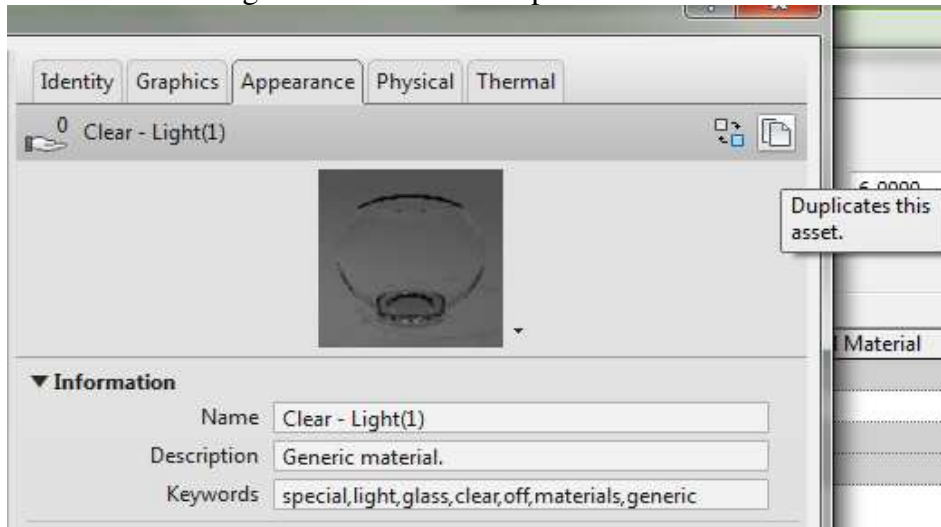 Identity Graphics Appearance Physical Thermal
0 Clear - Light(1)
Duplicates this
asset.
Material
Information
Name Clear - Light(1)
Description Generic material.
Keywords special,light,glass,clear,off,materials,generic